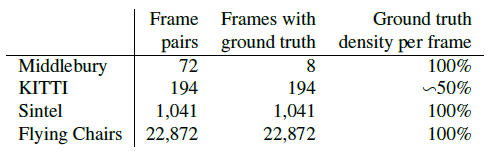 Frame Frames with Ground truth
pairs ground truth density per frame
Middlebury 72 8 100%
KITTI 194 194 ∽50%
Sintel 1,041 1,041 100%
Flying Chairs 22,872 22,872 100%